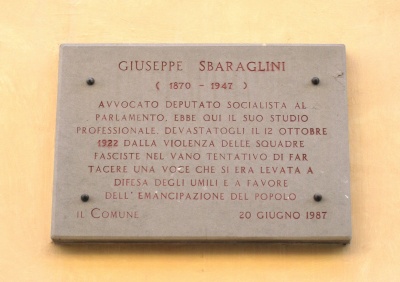 GIUSEPPE SBARAGLINI
( 1870 - 1947 )
AVVOCATO DEPUTATO SOCIALISTA AL
PARLAMENTO, EBBE QUI IL SUO STUDIO
PROFESSIONALE, DEVASTATOGLI IL 12 OTTOBRE
1922 DALLA VIOLENZA DELLE SQUADRE
FASCISTE NEL VANO TENTATIVO DI FAR
TACERE UNA VOCE CHE SI ERA LEVATA A
DIFESA DEGLI UMILI E A FAVORE
DELL'EMANCIPAZIONE DEL POPOLO
IL COMUNE 20 GIUGNO 1987